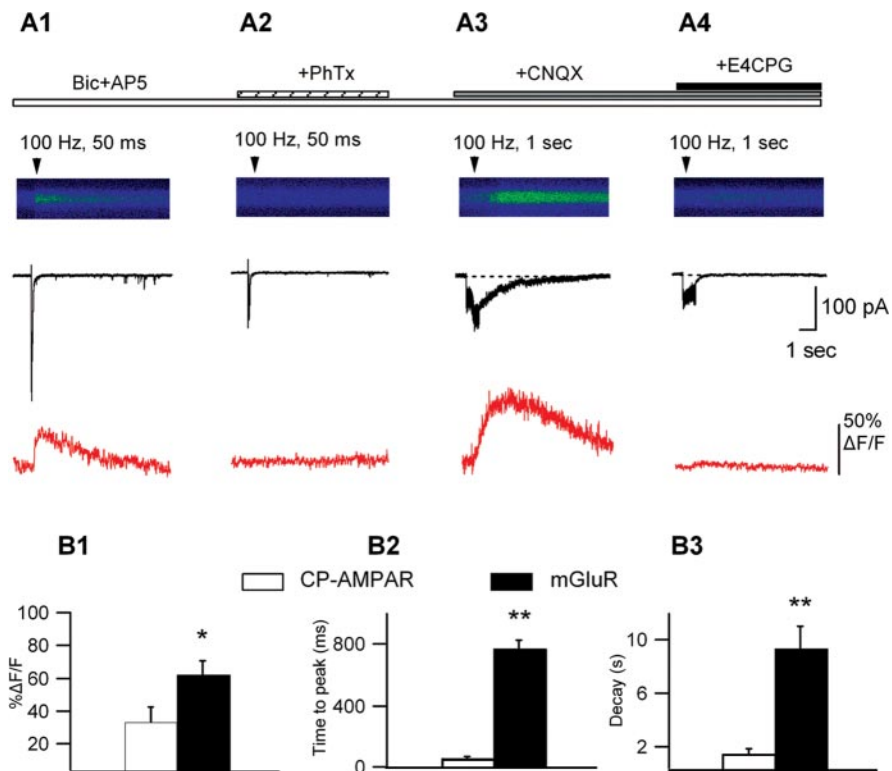 A1 A2 A3 A4
Bic+AP5 +PhTx +CNQX +E4CPG
100 Hz, 50 ms 100 Hz, 50 ms 100 Hz, 1 sec 100 Hz, 1 sec
100 pA
1 sec
50%
ΔF/F
B1 B2 B3
CP-AMPAR mGluR
%ΔF/F
100
80
60
40
20
*
Time to peak (ms)
800
400
0
**
Decay (s)
10
6
2
**